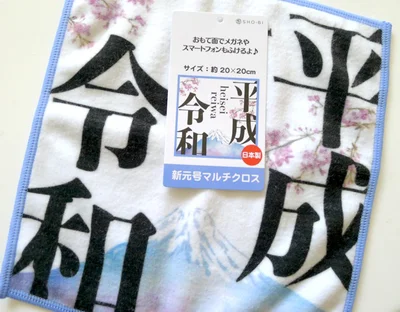 SHO-BI
おもて面でメガネや
スマートフォンもふけるよ♪
サイズ：約 20×20cm
平成
heisei
reiwa
令和
日本製
新元号マルチクロス
平成
令和